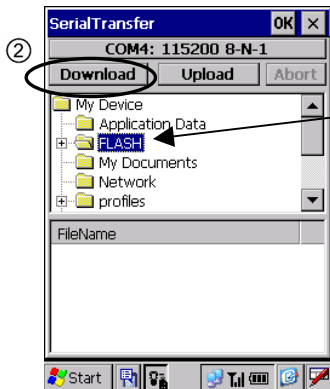 SerialTransfer OK ×
②
COM4: 115200 8-N-1
Download Upload Abort
My Device
Application Data
FLASH
My Documents
Network
profiles
FileName
Start